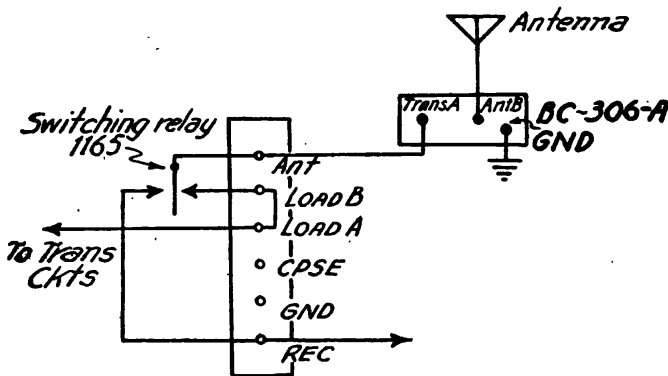 Antenna
Trans A
Ant B
BC-306-A
GND
Switching relay
1165
Ant
LOAD B
LOAD A
To Trans
Ckts
CPSE
GND
REC